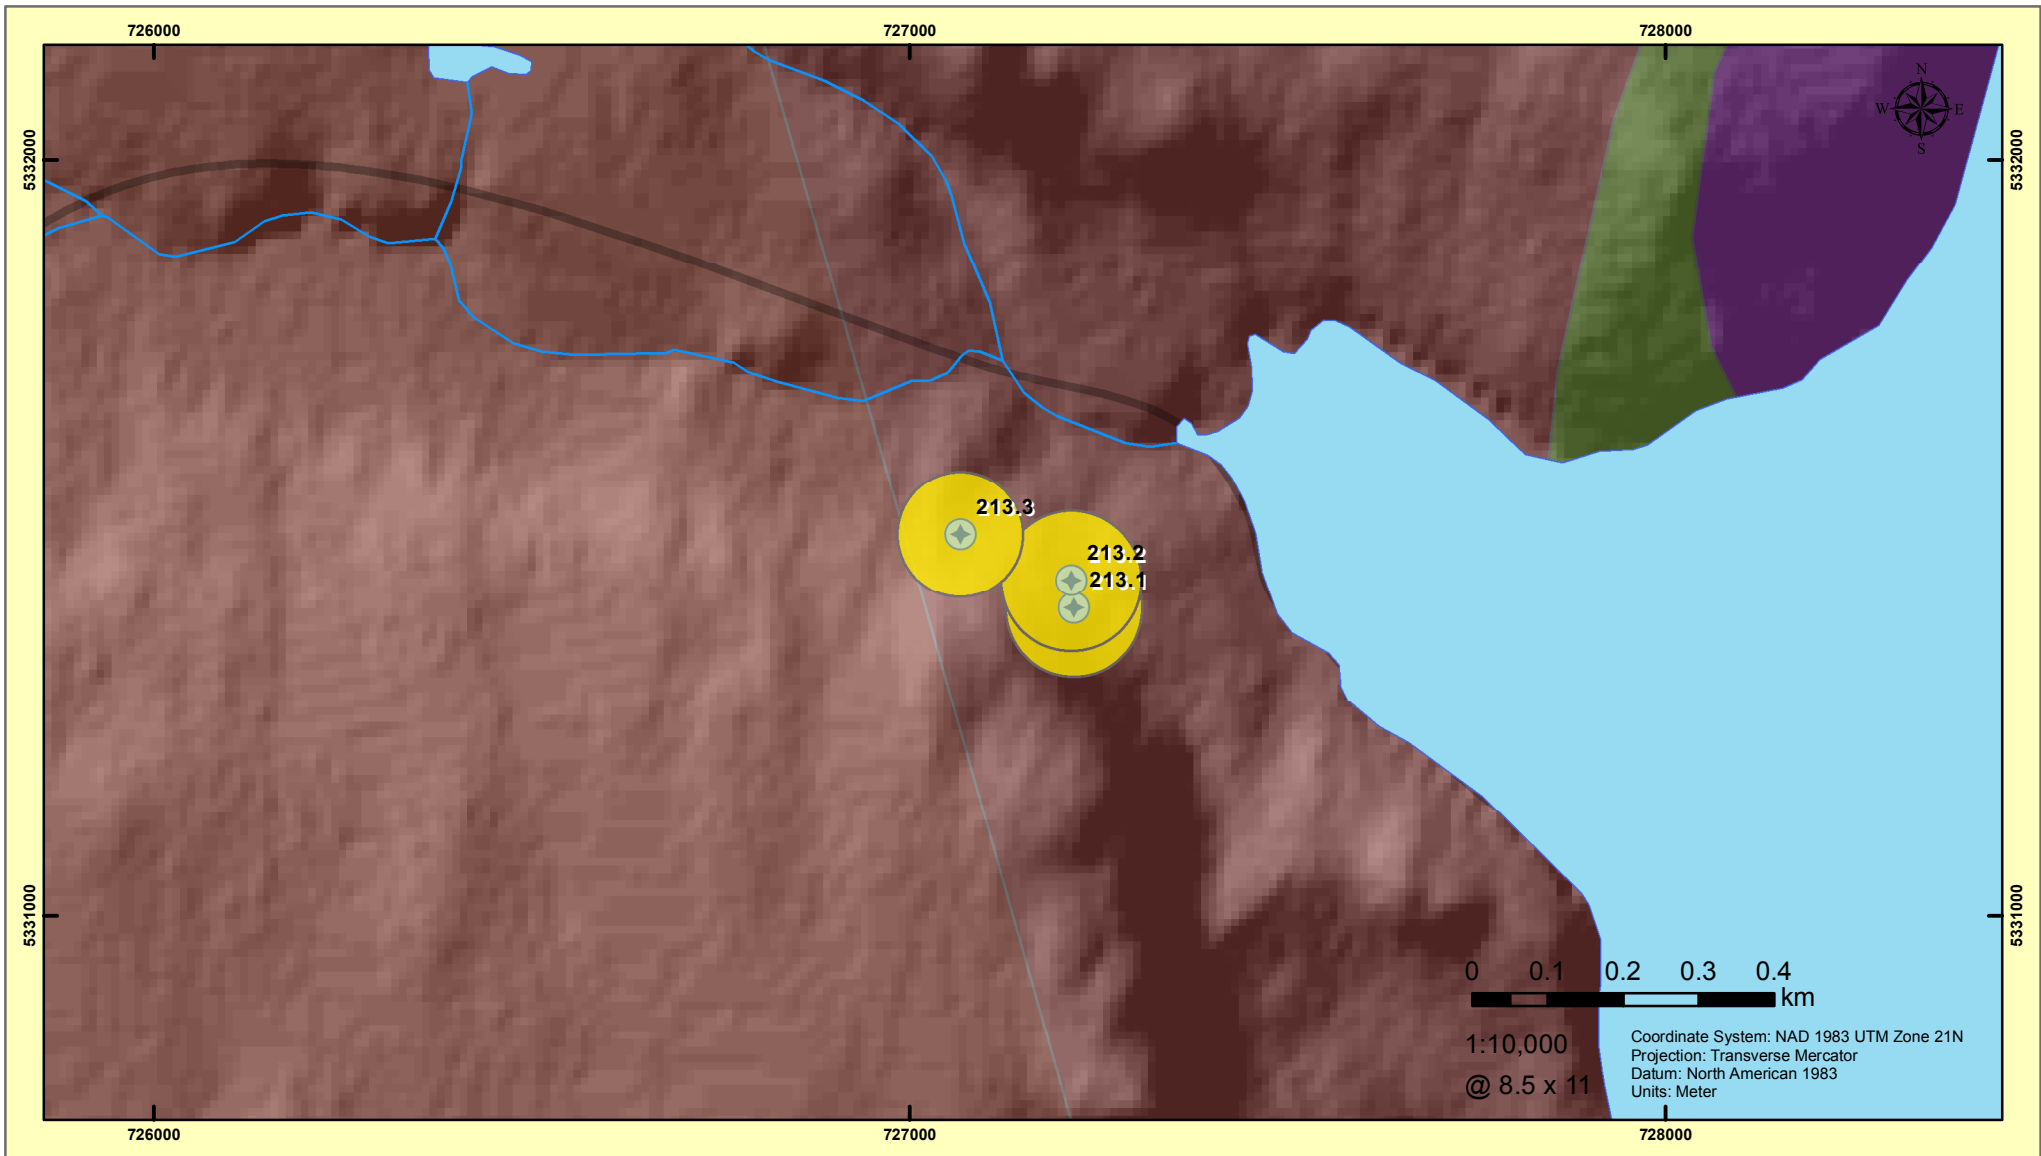 726000 727000 728000
N
W E
S
5332000 5332000
213.3
213.2
213.1
5331000 5331000
0 0.1 0.2 0.3 0.4
km
1:10,000
@ 8.5 x 11
Coordinate System: NAD 1983 UTM Zone 21N
Projection: Transverse Mercator
Datum: North American 1983
Units: Meter
726000 727000 728000